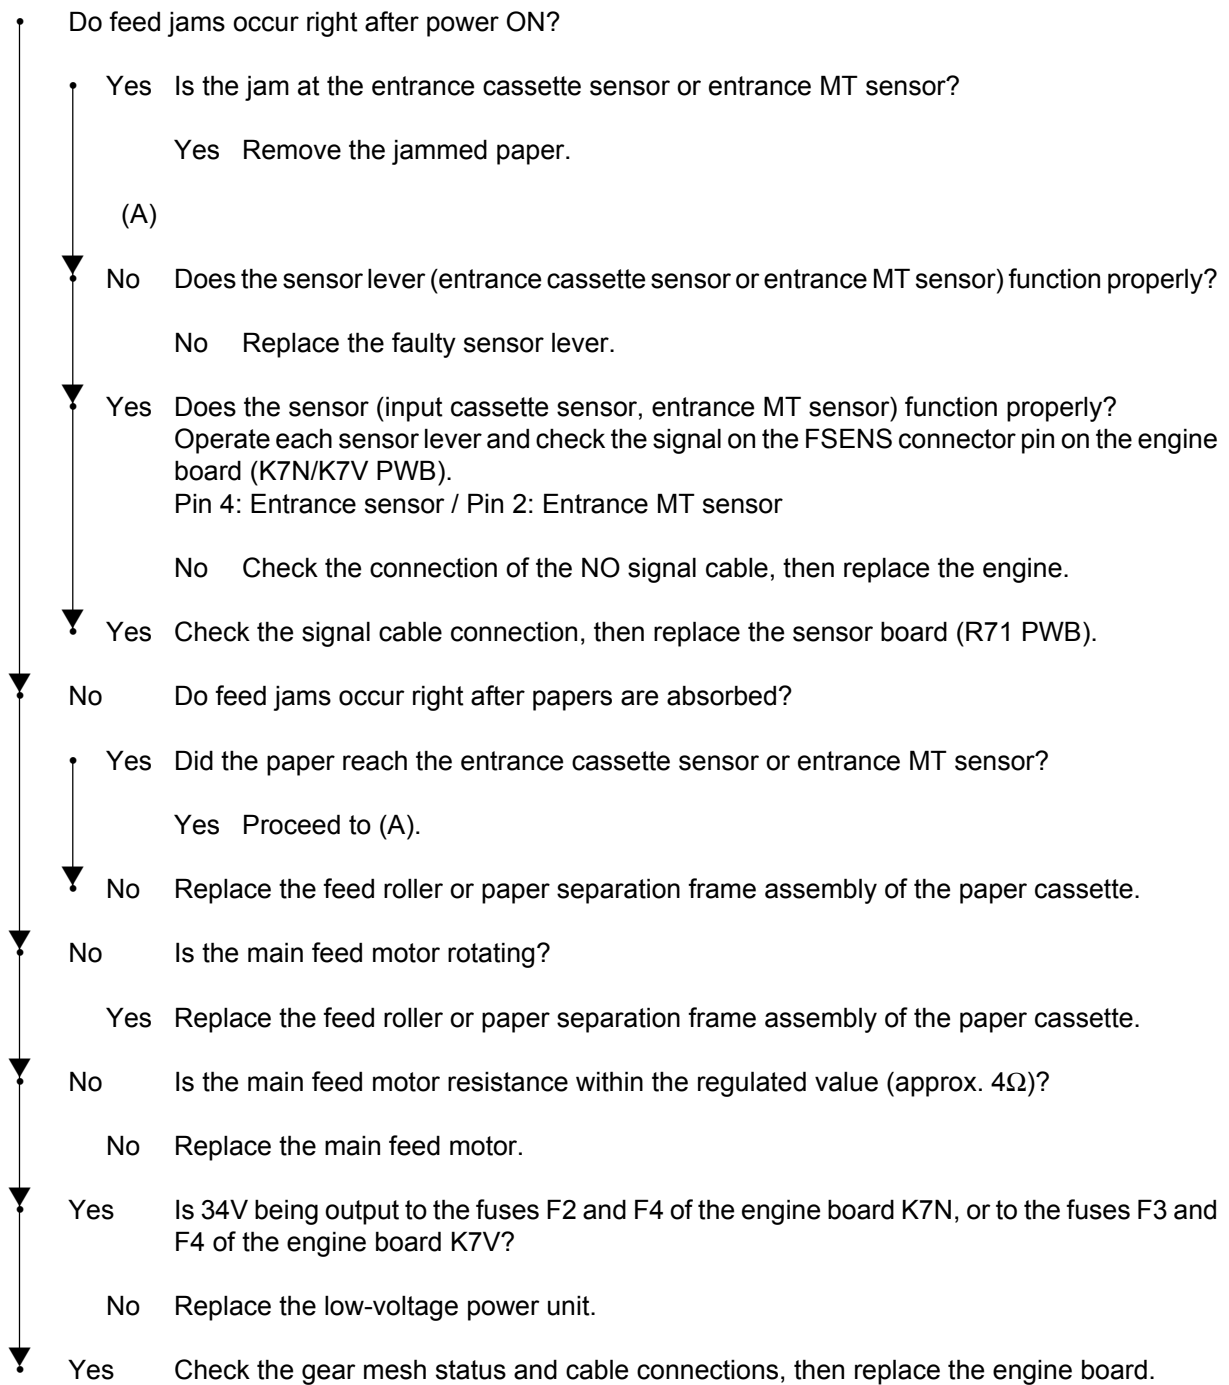 Do feed jams occur right after power ON?
Yes Is the jam at the entrance cassette sensor or entrance MT sensor?
Yes Remove the jammed paper.
(A)
No Does the sensor lever (entrance cassette sensor or entrance MT sensor) function properly?
No Replace the faulty sensor lever.
Yes Does the sensor (input cassette sensor, entrance MT sensor) function properly?
Operate each sensor lever and check the signal on the FSENS connector pin on the engine
board (K7N/K7V PWB).
Pin 4: Entrance sensor / Pin 2: Entrance MT sensor
No Check the connection of the NO signal cable, then replace the engine.
Yes Check the signal cable connection, then replace the sensor board (R71 PWB).
No Do feed jams occur right after papers are absorbed?
Yes Did the paper reach the entrance cassette sensor or entrance MT sensor?
Yes Proceed to (A).
No Replace the feed roller or paper separation frame assembly of the paper cassette.
No Is the main feed motor rotating?
Yes Replace the feed roller or paper separation frame assembly of the paper cassette.
No Is the main feed motor resistance within the regulated value (approx. 4Ω)?
No Replace the main feed motor.
Yes Is 34V being output to the fuses F2 and F4 of the engine board K7N, or to the fuses F3 and
F4 of the engine board K7V?
No Replace the low-voltage power unit.
Yes Check the gear mesh status and cable connections, then replace the engine board.